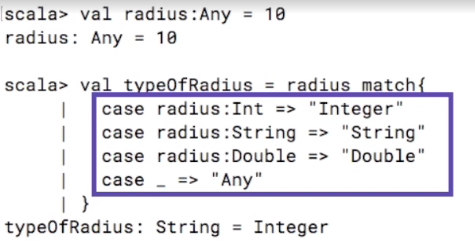 scala> val radius:Any = 10
radius: Any = 10
scala> val typeOfRadius = radius match{
| case radius:Int => "Integer"
| case radius:String => "String"
| case radius:Double => "Double"
| case _ => "Any"
| }
typeOfRadius: String = Integer